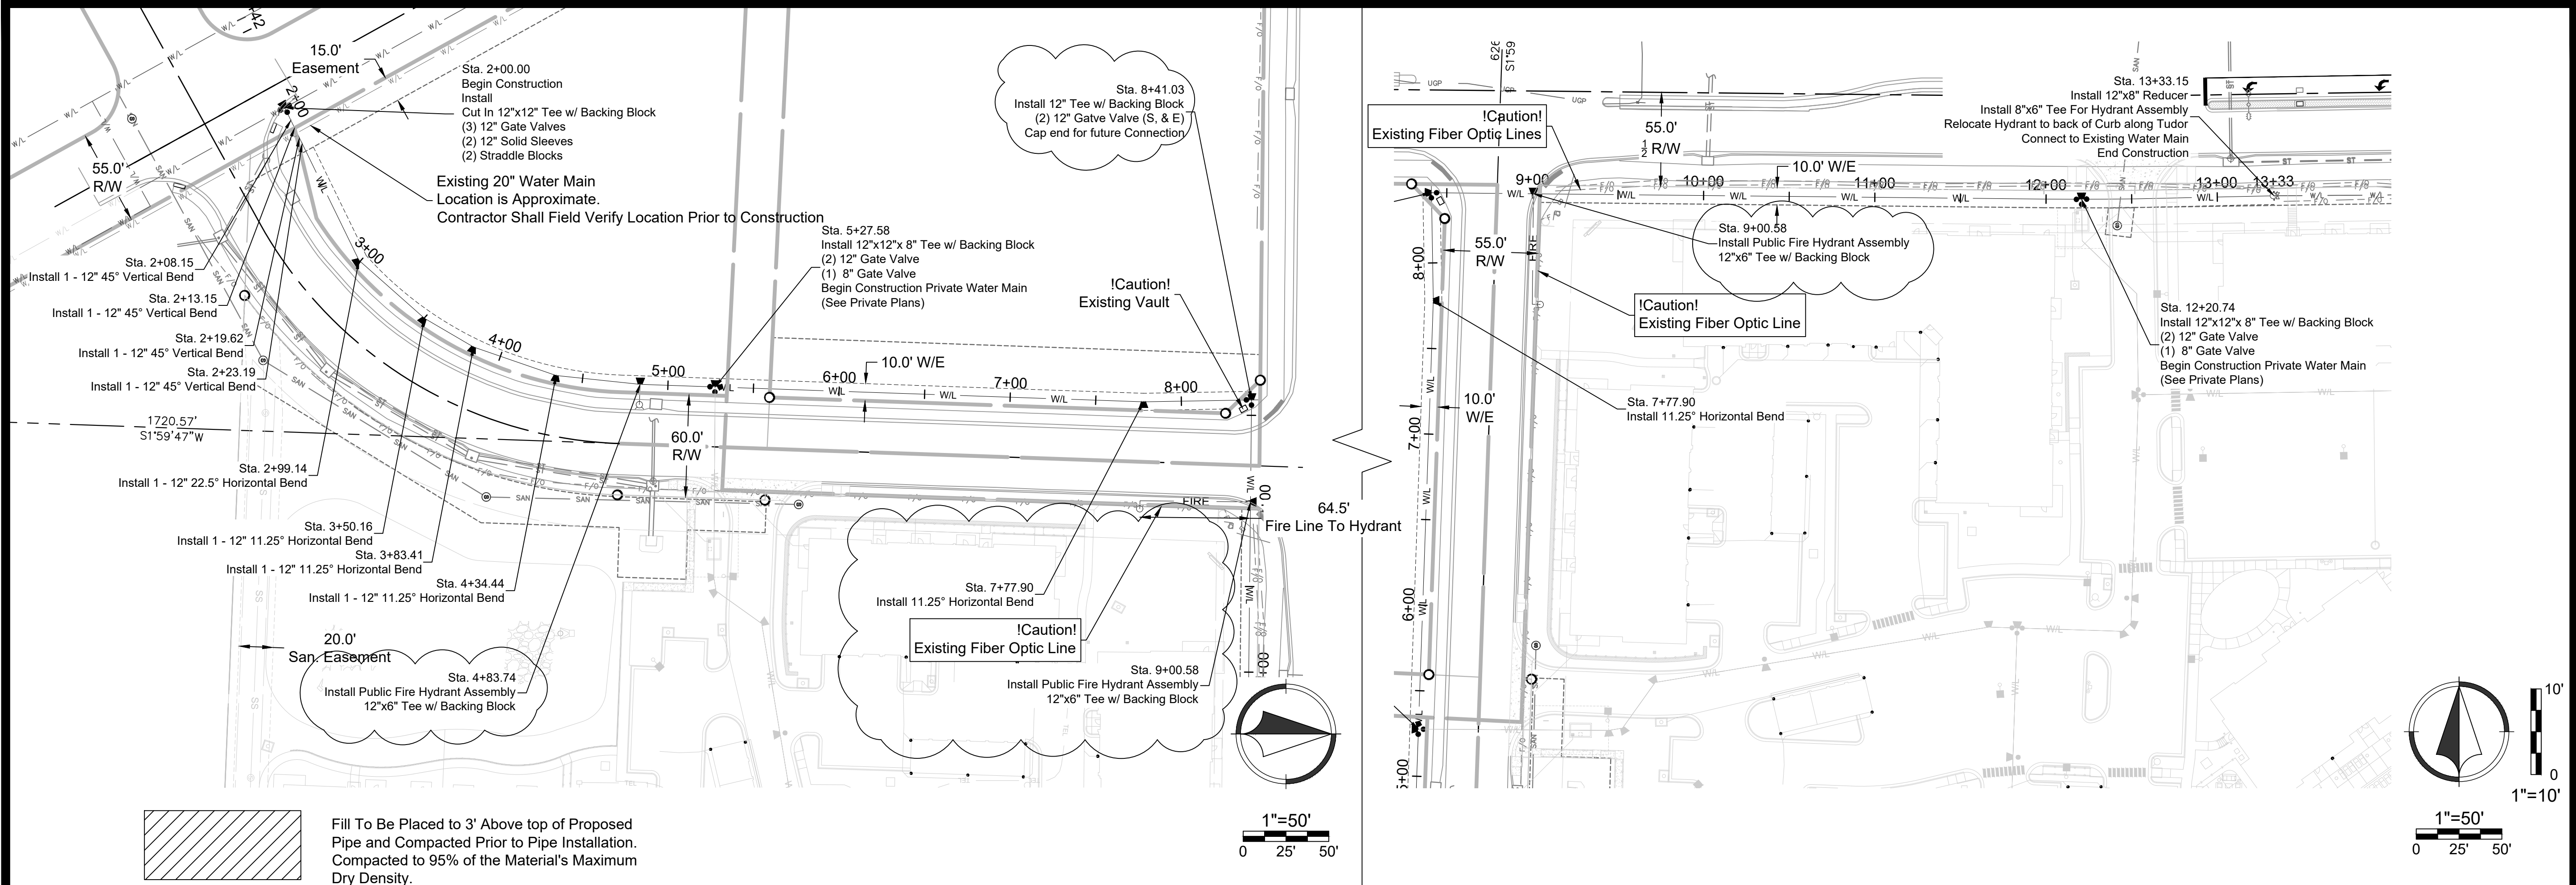 15.0'
Easement
2+00
Sta. 2+00.00
Begin Construction
Install
Cut In 12"x12" Tee w/ Backing Block
(3) 12" Gate Valves
(2) 12" Solid Sleeves
(2) Straddle Blocks
Existing 20" Water Main
Location is Approximate.
Contractor Shall Field Verify Location Prior to Construction
55.0'
R/W
Sta. 2+08.15
Install 1 - 12" 45° Vertical Bend
Sta. 2+13.15
Install 1 - 12" 45° Vertical Bend
Sta. 2+19.62
Install 1 - 12" 45° Vertical Bend
Sta. 2+23.19
Install 1 - 12" 45° Vertical Bend
1720.57'
S1°59'47"W
Sta. 2+99.14
Install 1 - 12" 22.5° Horizontal Bend
Sta. 3+50.16
Install 1 - 12" 11.25° Horizontal Bend
Sta. 3+83.41
Install 1 - 12" 11.25° Horizontal Bend
Sta. 4+34.44
Install 1 - 12" 11.25° Horizontal Bend
20.0'
San. Easement
Sta. 4+83.74
Install Public Fire Hydrant Assembly
12"x6" Tee w/ Backing Block
3+00
4+00
5+00
6+00
7+00
8+00
W/L
10.0' W/E
60.0'
R/W
Sta. 5+27.58
Install 12"x12"x 8" Tee w/ Backing Block
(2) 12" Gate Valve
(1) 8" Gate Valve
Begin Construction Private Water Main
(See Private Plans)
Sta. 8+41.03
Install 12" Tee w/ Backing Block
(2) 12" Gatve Valve (S, & E)
Cap end for future Connection
!Caution!
Existing Vault
FIRE
64.5'
Fire Line To Hydrant
Sta. 7+77.90
Install 11.25° Horizontal Bend
!Caution!
Existing Fiber Optic Line
Sta. 9+00.58
Install Public Fire Hydrant Assembly
12"x6" Tee w/ Backing Block
SAN
F/O
ST
SS
Fill To Be Placed to 3' Above top of Proposed
Pipe and Compacted Prior to Pipe Installation.
Compacted to 95% of the Material's Maximum
Dry Density.
1"=50'
0 25' 50'
626
S1°59
UGP
!Caution!
Existing Fiber Optic Lines
55.0'
½ R/W
10.0' W/E
Sta. 13+33.15
Install 12"x8" Reducer
Install 8"x6" Tee For Hydrant Assembly
Relocate Hydrant to back of Curb along Tudor
Connect to Existing Water Main
End Construction
9+00
10+00
11+00
12+00
13+00
13+33
Sta. 9+00.58
Install Public Fire Hydrant Assembly
12"x6" Tee w/ Backing Block
55.0'
R/W
FIRE
8+00
!Caution!
Existing Fiber Optic Line
Sta. 12+20.74
Install 12"x12"x 8" Tee w/ Backing Block
(2) 12" Gate Valve
(1) 8" Gate Valve
Begin Construction Private Water Main
(See Private Plans)
Sta. 7+77.90
Install 11.25° Horizontal Bend
10.0'
W/E
7+00
6+00
5+00
10'
0
1"=10'
1"=50'
0 25' 50'